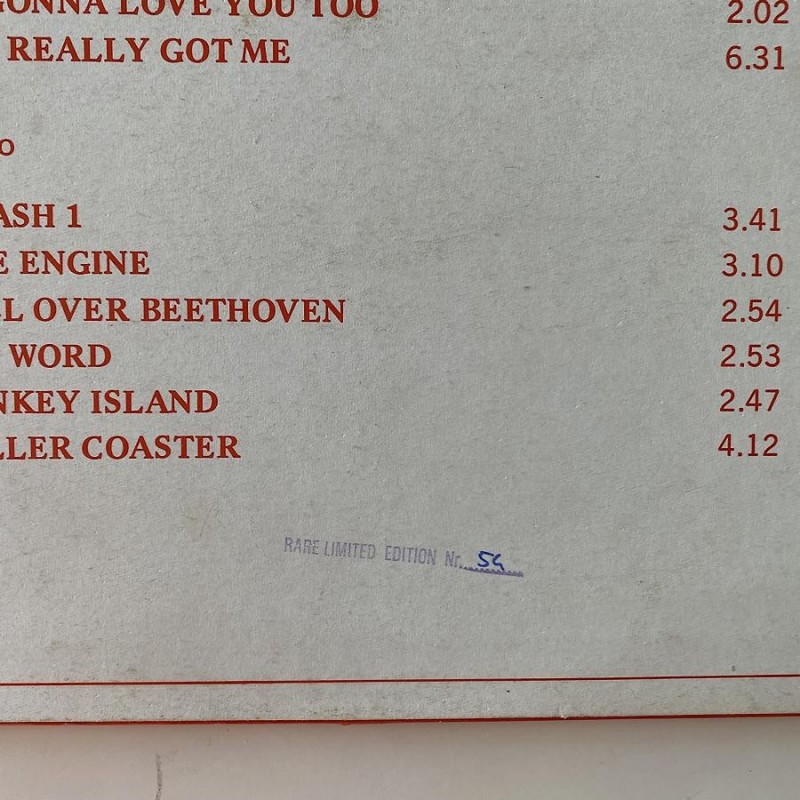 GONNA LOVE YOU TOO 2.02
REALLY GOT ME 6.31
O
ASH 1 3.41
E ENGINE 3.10
LL OVER BEETHOVEN 2.54
WORD 2.53
NKEY ISLAND 2.47
LLER COASTER 4.12
RARE LIMITED EDITION Nr. 54